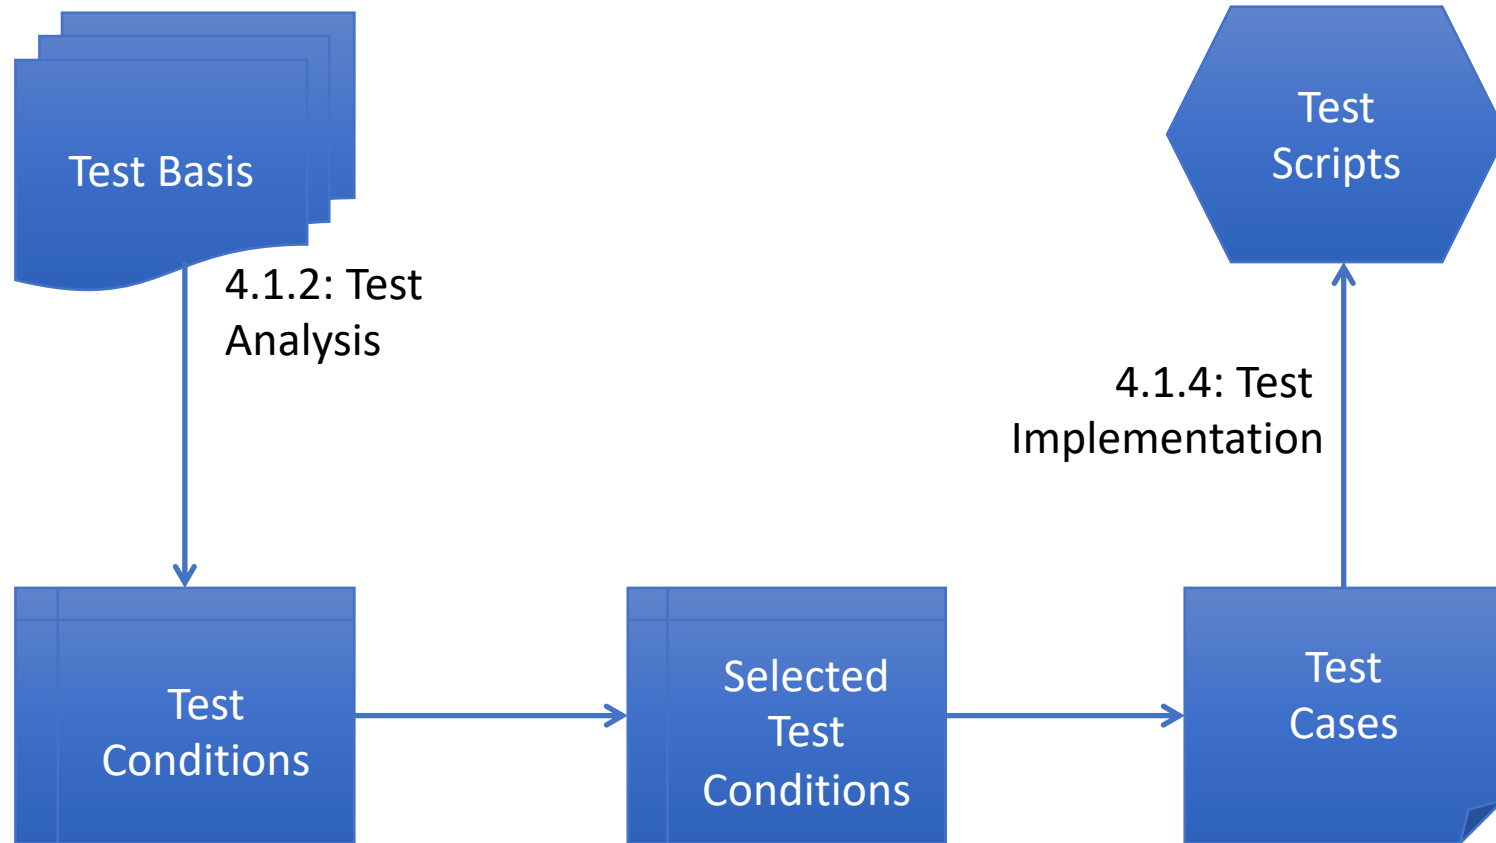 Test Basis
4.1.2: Test
Analysis
Test
Conditions
Selected
Test
Conditions
Test
Cases
4.1.4: Test
Implementation
Test
Scripts